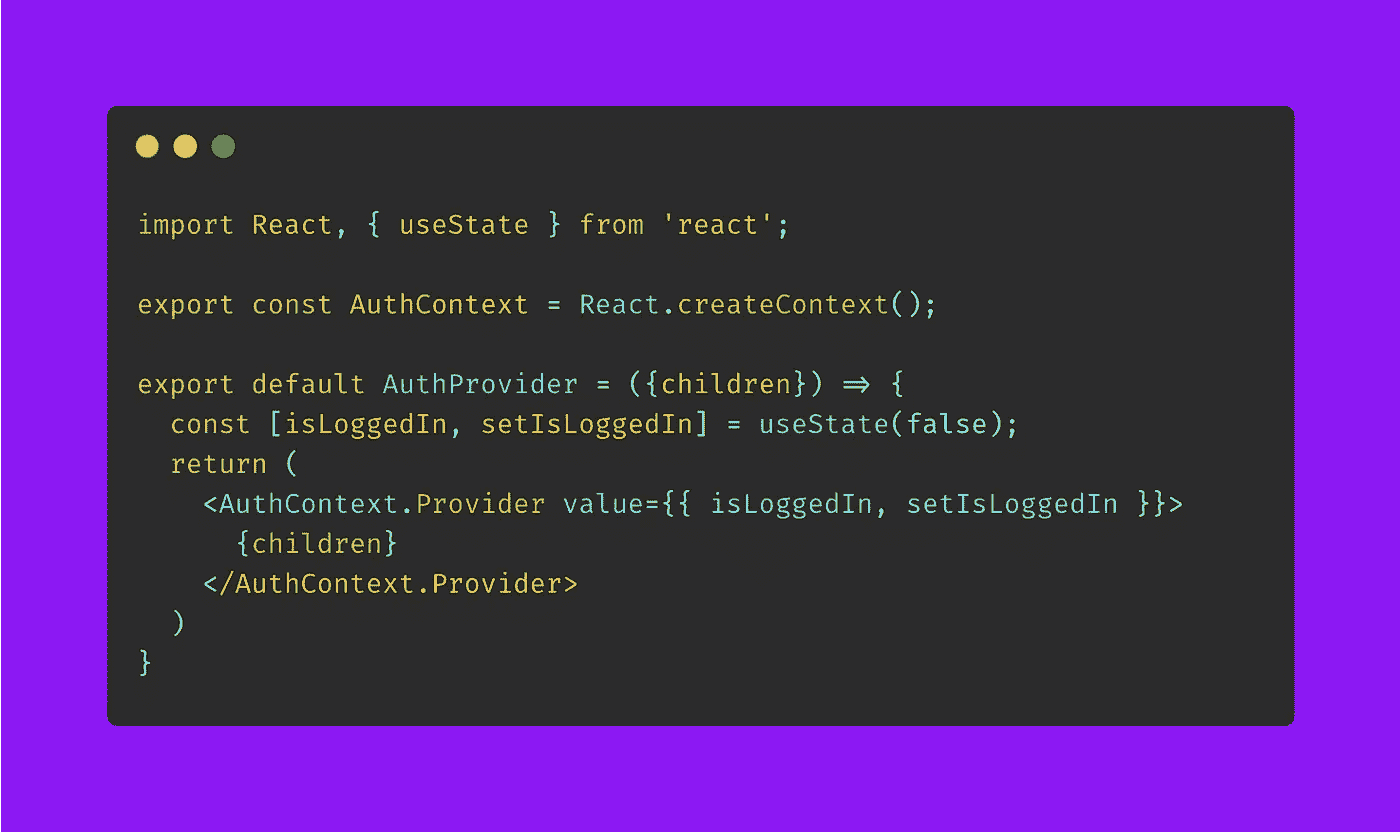 import React, { useState } from 'react';
export const AuthContext = React.createContext();
export default AuthProvider = ({children}) => {
const [isLoggedIn, setIsLoggedIn] = useState(false);
return (
<AuthContext.Provider value={{ isLoggedIn, setIsLoggedIn }}>
{children}
</AuthContext.Provider>
)
}